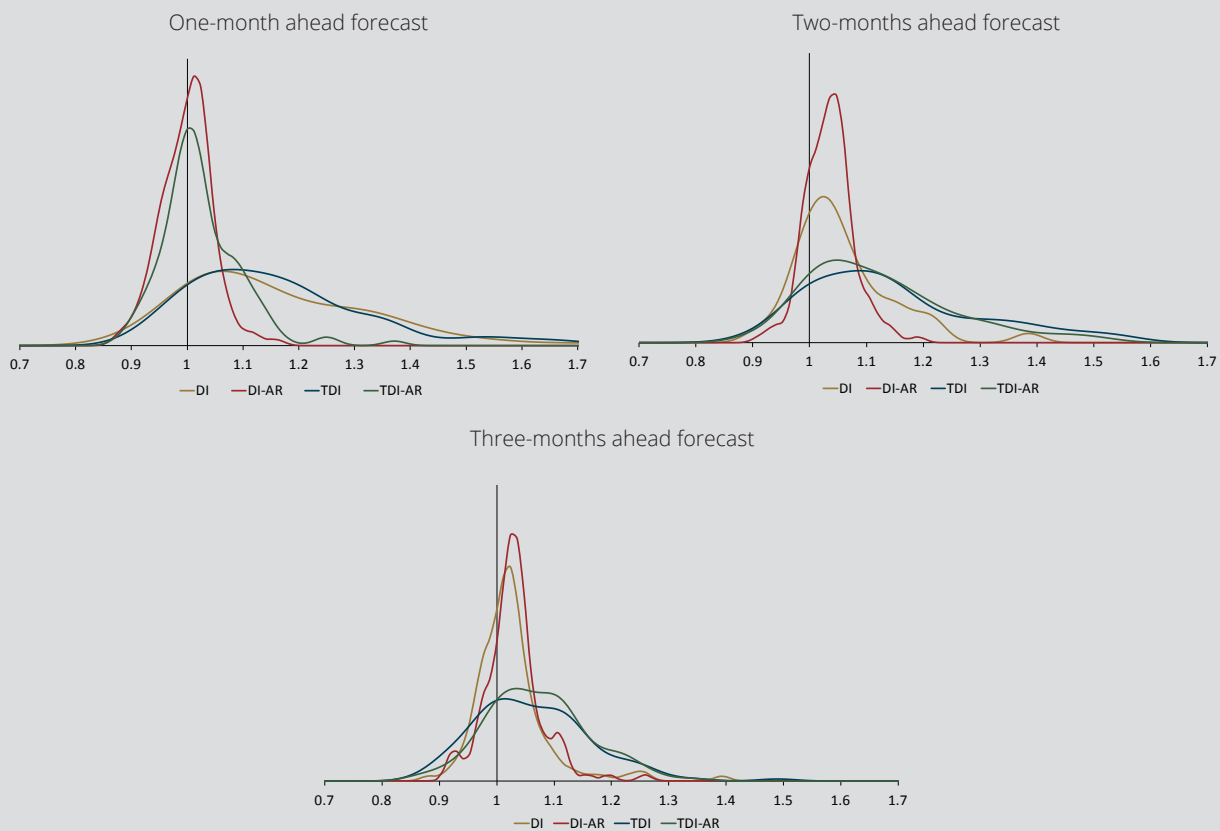 One-month ahead forecast
0.7 0.8 0.9 1 1.1 1.2 1.3 1.4 1.5 1.6 1.7
DI DI-AR TDI TDI-AR
Two-months ahead forecast
0.7 0.8 0.9 1 1.1 1.2 1.3 1.4 1.5 1.6 1.7
DI DI-AR TDI TDI-AR
Three-months ahead forecast
0.7 0.8 0.9 1 1.1 1.2 1.3 1.4 1.5 1.6 1.7
DI DI-AR TDI TDI-AR